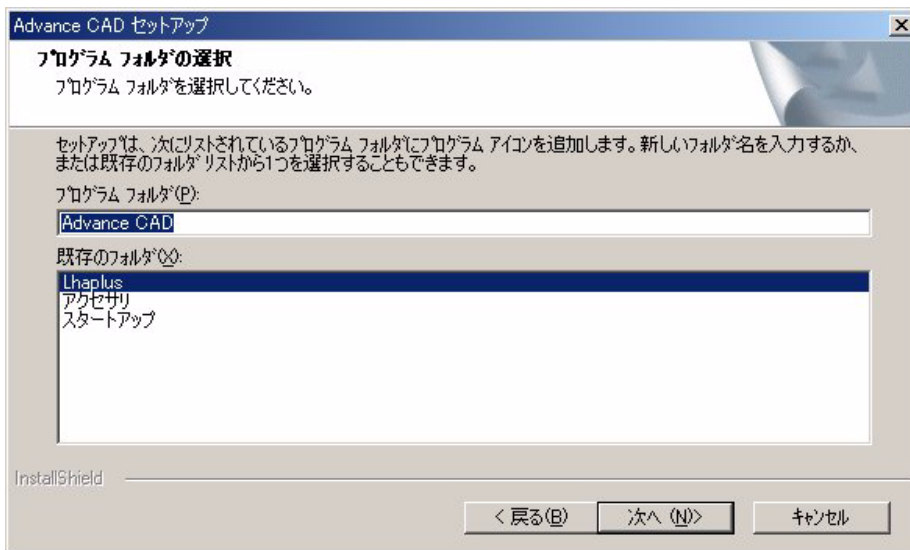 Advance CAD セットアップ
プログラム フォルダの選択
プログラム フォルダを選択してください。
セットアップは、次にリストされているプログラム フォルダにプログラム アイコンを追加します。新しいフォルダ名を入力するか、
または既存のフォルダ リストから1つを選択することもできます。
プログラム フォルダ(P):
Advance CAD
既存のフォルダ(X):
Lhaplus
アクセサリ
スタートアップ
InstallShield
< 戻る(B) 次へ (N)> キャンセル